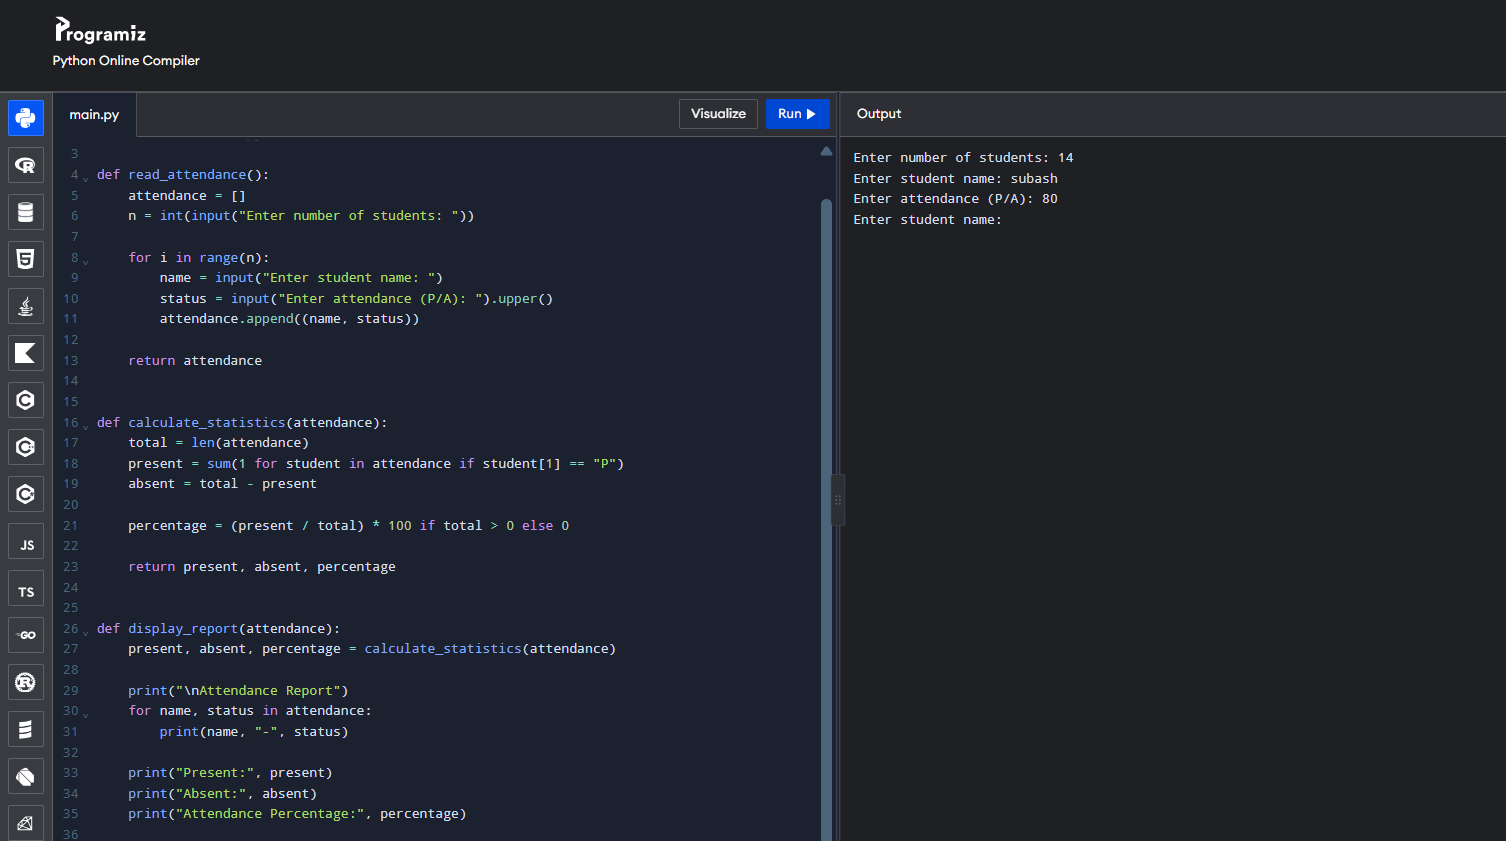 Programiz
Python Online Compiler
main.py
Visualize
Run
Output
3
4 def read_attendance():
5     attendance = []
6     n = int(input("Enter number of students: "))
7
8     for i in range(n):
9         name = input("Enter student name: ")
10         status = input("Enter attendance (P/A): ").upper()
11         attendance.append((name, status))
12
13     return attendance
14
15
16 def calculate_statistics(attendance):
17     total = len(attendance)
18     present = sum(1 for student in attendance if student[1] == "P")
19     absent = total - present
20
21     percentage = (present / total) * 100 if total > 0 else 0
22
23     return present, absent, percentage
24
25
26 def display_report(attendance):
27     present, absent, percentage = calculate_statistics(attendance)
28
29     print("\nAttendance Report")
30     for name, status in attendance:
31         print(name, "-", status)
32
33     print("Present:", present)
34     print("Absent:", absent)
35     print("Attendance Percentage:", percentage)
36
Enter number of students: 14
Enter student name: subash
Enter attendance (P/A): 80
Enter student name:
R
5
C
C
C
JS
TS
GO
R